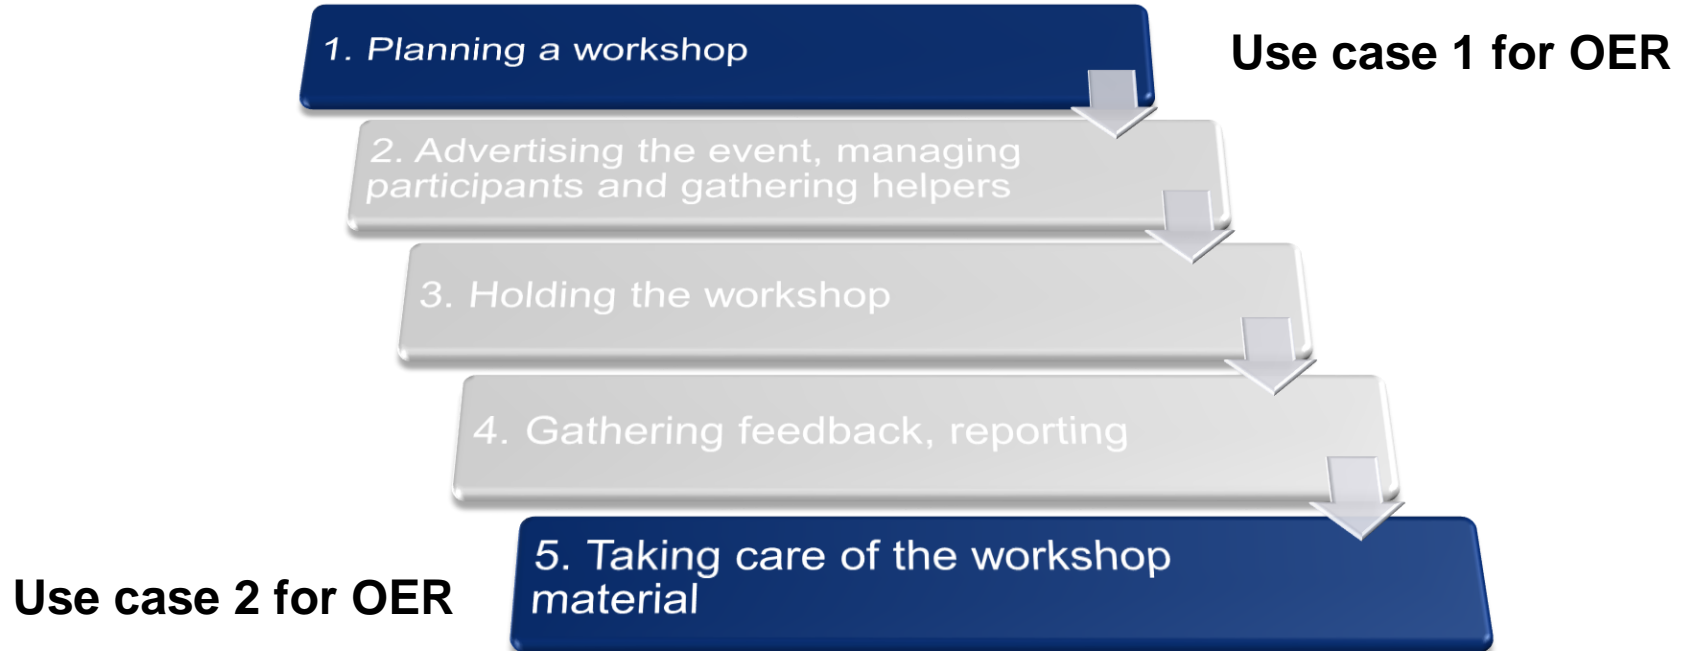 1. Planning a workshop
Use case 1 for OER
2. Advertising the event, managing
participants and gathering helpers
3. Holding the workshop
4. Gathering feedback, reporting
5. Taking care of the workshop
material
Use case 2 for OER